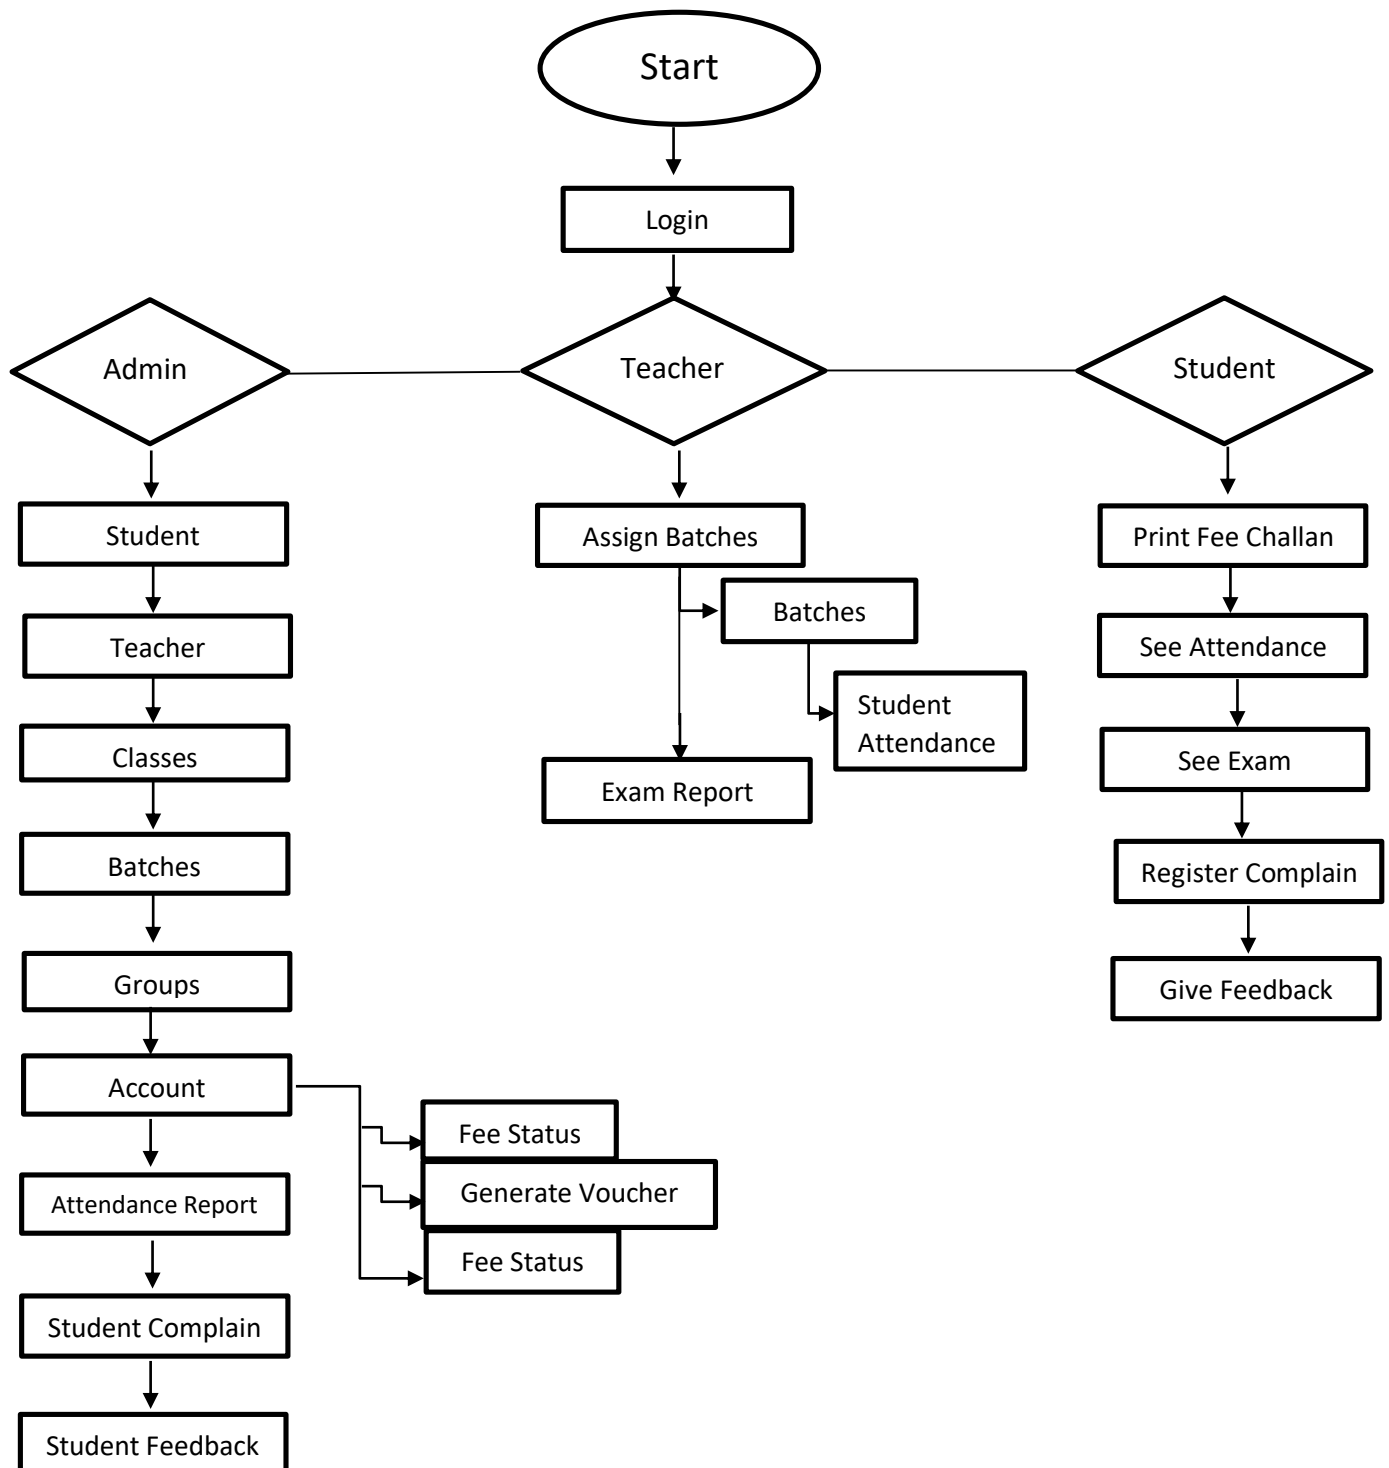 Start
Login
Admin
Teacher
Student
Student
Teacher
Classes
Batches
Groups
Account
Fee Status
Generate Voucher
Fee Status
Attendance Report
Student Complain
Student Feedback
Assign Batches
Batches
Student
Attendance
Exam Report
Print Fee Challan
See Attendance
See Exam
Register Complain
Give Feedback